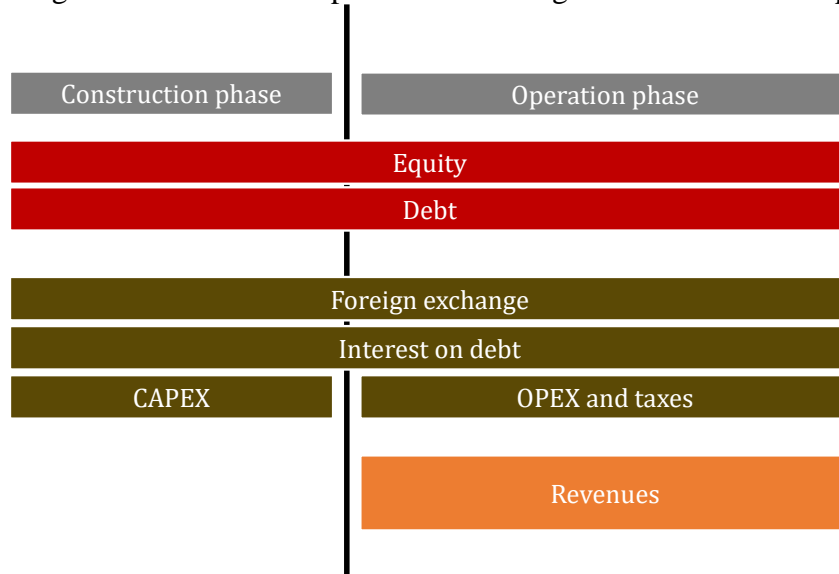 Construction phase
Operation phase
Equity
Debt
Foreign exchange
Interest on debt
CAPEX
OPEX and taxes
Revenues